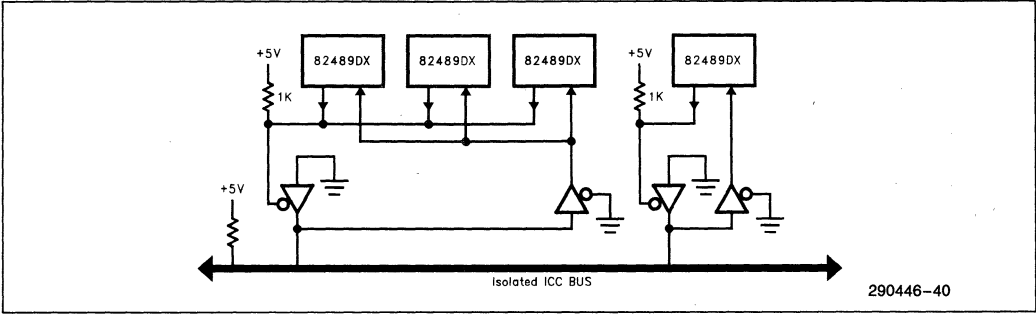 +5V
82489DX
82489DX
82489DX
+5V
82489DX
1K
1K
+5V
Isolated ICC BUS
290446-40